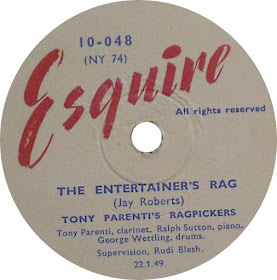 10-048
(NY 74)
Esquire
All rights reserved
THE ENTERTAINER'S RAG
(Jay Roberts)
TONY PARENTI'S RAGPICKERS
Tony Parenti, clarinet. Ralph Sutton, piano.
George Wettling, drums.
Supervision, Rudi Blesh.
22.1.49.